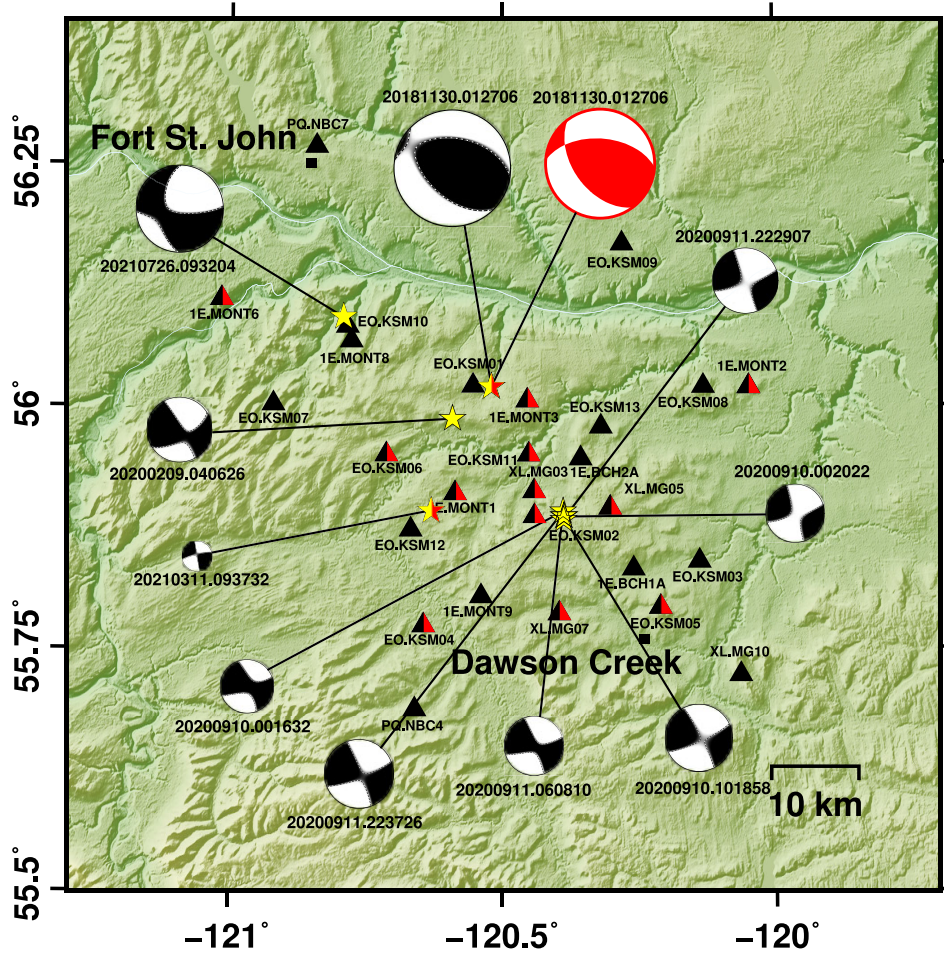 20181130.012706
20181130.012706
PQ.NBC7
Fort St. John
56.25°
EO.KSM09
20200911.222907
20210726.093204
1E.MONT6
EO.KSM10
1E.MONT8
EO.KSM01
1E.MONT2
EO.KSM08
56°
EO.KSM07
1E.MONT3
EO.KSM13
EO.KSM06
EO.KSM11
XL.MG03
1E.BCH2A
20200209.040626
20200910.002022
XL.MG05
E.MONT1
EO.KSM02
EO.KSM12
20210311.093732
1E.BCH1A
EO.KSM03
1E.MONT9
XL.MG07
EO.KSM05
EO.KSM04
55.75°
Dawson Creek
XL.MG10
20200910.001632
PQ.NBC4
20200911.060810
20200910.101858
10 km
20200911.223726
55.5°
−121°
−120.5°
−120°